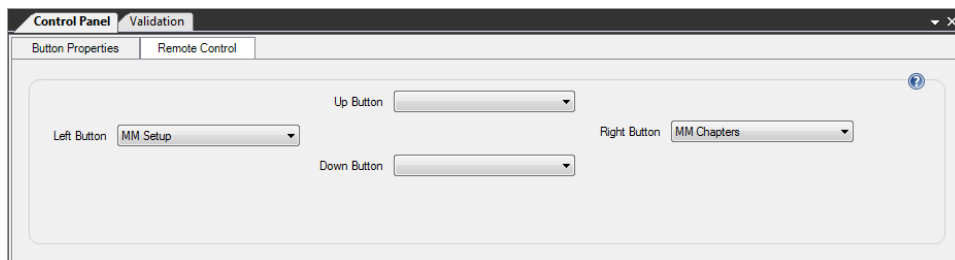 Control Panel Validation
Button Properties Remote Control
Up Button
Left Button MM Setup
Right Button MM Chapters
Down Button